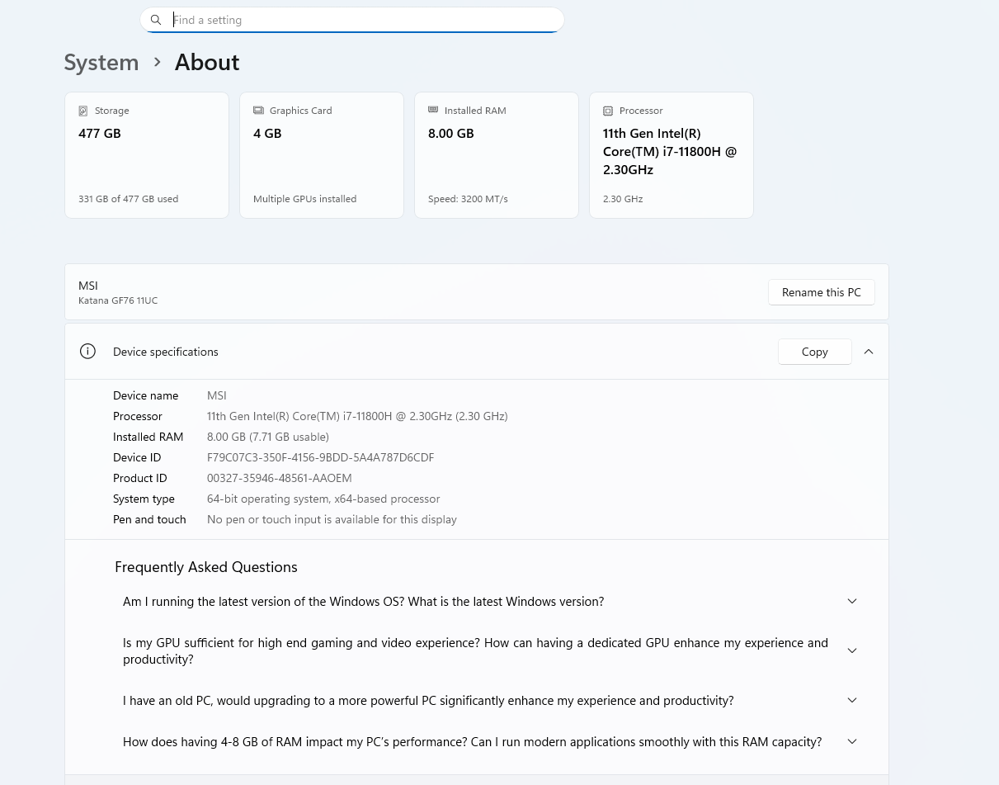 Find a setting
System > About
Storage
477 GB
331 GB of 477 GB used
Graphics Card
4 GB
Multiple GPUs installed
Installed RAM
8.00 GB
Speed: 3200 MT/s
Processor
11th Gen Intel(R)
Core(TM) i7-11800H @
2.30GHz
2.30 GHz
MSI
Katana GF76 11UC
Rename this PC
Device specifications
Copy
Device name MSI
Processor 11th Gen Intel(R) Core(TM) i7-11800H @ 2.30GHz (2.30 GHz)
Installed RAM 8.00 GB (7.71 GB usable)
Device ID F79C07C3-350F-4156-9BDD-5A4A787D6CDF
Product ID 00327-35946-48561-AAOEM
System type 64-bit operating system, x64-based processor
Pen and touch No pen or touch input is available for this display
Frequently Asked Questions
Am I running the latest version of the Windows OS? What is the latest Windows version?
Is my GPU sufficient for high end gaming and video experience? How can having a dedicated GPU enhance my experience and
productivity?
I have an old PC, would upgrading to a more powerful PC significantly enhance my experience and productivity?
How does having 4-8 GB of RAM impact my PC's performance? Can I run modern applications smoothly with this RAM capacity?